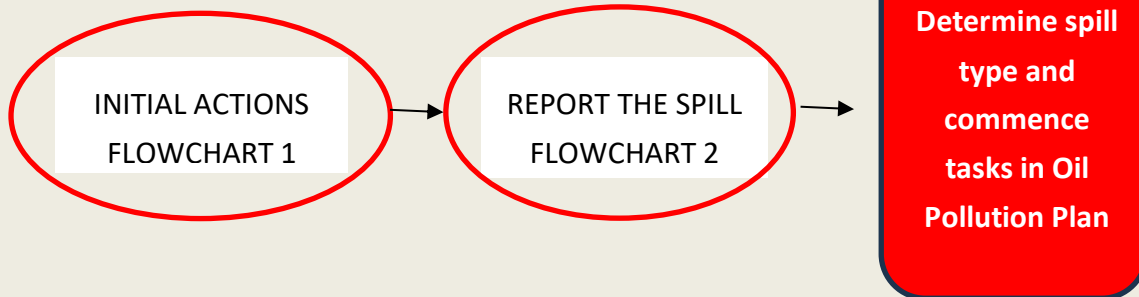 INITIAL ACTIONS
FLOWCHART 1
REPORT THE SPILL
FLOWCHART 2
Determine spill
type and
commence
tasks in Oil
Pollution Plan